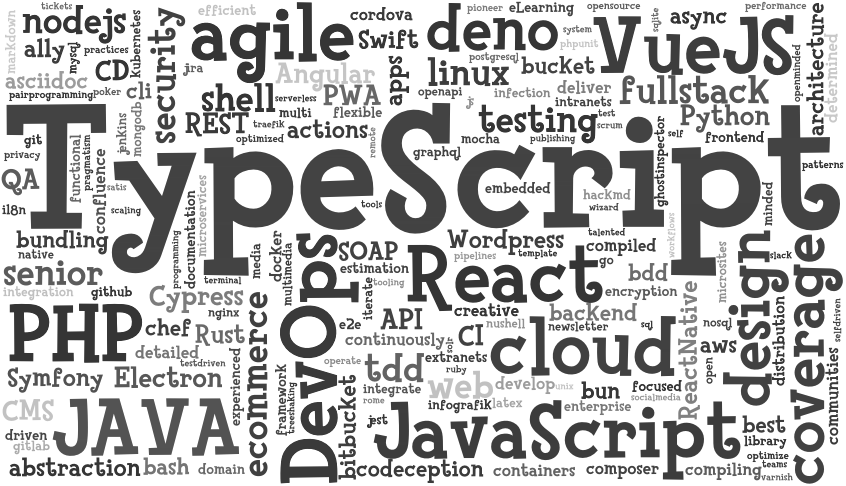 tickets
efficient
cordova
pioneer
eLearning
opensource
sqlite
performance
nodejs
agile
deno
VueJS
async
markdown
ally
mysql
practices
kubernetes
security
Swift
system
phpunit
architecture
determined
asciidoc
CD
jira
Angular
apps
linux
postgresql
bucket
openminded
pairprogramming
poker
cli
shell
serverless
PWA
openapi
js
infection
deliver
intranets
fullstack
jenkins
mongodb
REST
traefik
multi
flexible
actions
optimized
remote
testing
test
scrum
publishing
Python
self
frontend
git
privacy
functional
pragmatism
TypeScript
graphql
mocha
ghostinspector
patterns
QA
confluence
satis
scaling
documentation
microservices
programming
tools
embedded
hackmd
wizard
i18n
talented
workflows
minded
bundling
native
terminal
media
docker
multimedia
DevOps
SOAP
Wordpress
pipelines
template
compiled
go
microsites
design
slack
coverage
senior
integration
github
estimation
tooling
iterate
React
bdd
encryption
Cypress
nginx
ecommerce
PHP
chef
Rust
detailed
testdriven
e2e
API
continuously
solr
creative
CI
nushell
backend
newsletter
sql
ReactNative
nosql
aws
distribution
selfdriven
operate
extranets
ruby
cloud
open
communities
Symfony
Electron
experienced
framework
treeshaking
tdd
integrate
web
develop
unix
bun
focused
socialmedia
CMS
JAVA
bitbucket
rome
infografik
latex
enterprise
driven
gitlab
jest
JavaScript
best
library
abstraction
bash
domain
codeception
containers
composer
compiling
optimize
teams
varnish